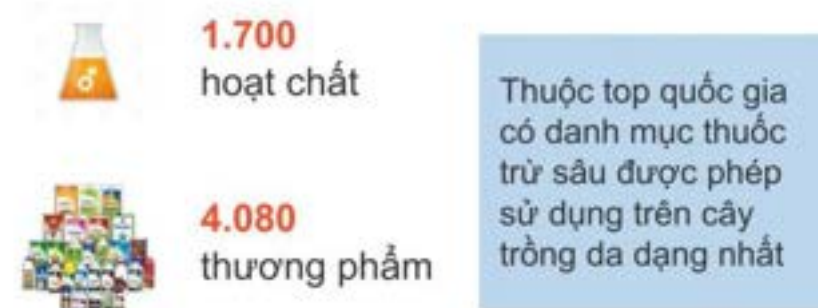 1.700
hoạt chất
4.080
thương phẩm
Thuộc top quốc gia
có danh mục thuốc
trừ sâu được phép
sử dụng trên cây
trồng da dạng nhất